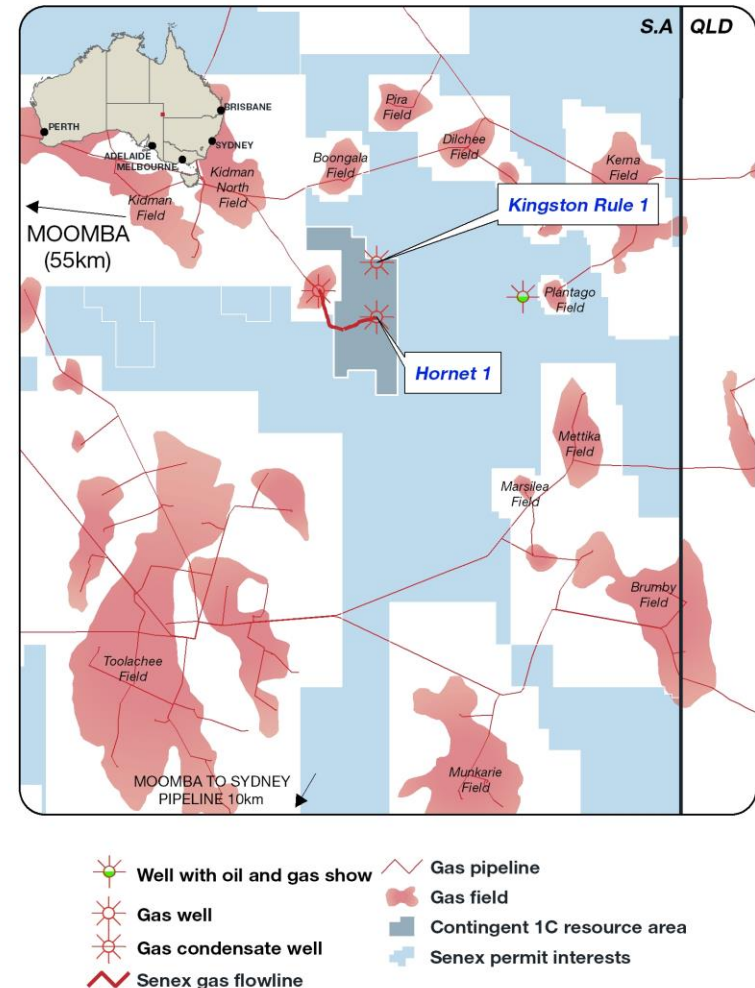 S.A
QLD
BRISBANE
PERTH
SYDNEY
ADELAIDE
MELBOURNE
Pira
Field
Dilchee
Field
Boongala
Field
Kerna
Field
Kidman
North
Field
Kidman
Field
Kingston Rule 1
MOOMBA
(55km)
Plantago
Field
Hornet 1
Mettika
Field
Marsilea
Field
Brumby
Field
Toolachee
Field
MOOMBA TO SYDNEY
PIPELINE 10km
Munkarie
Field
Well with oil and gas show
Gas well
Gas condensate well
Senex gas flowline
Gas pipeline
Gas field
Contingent 1C resource area
Senex permit interests